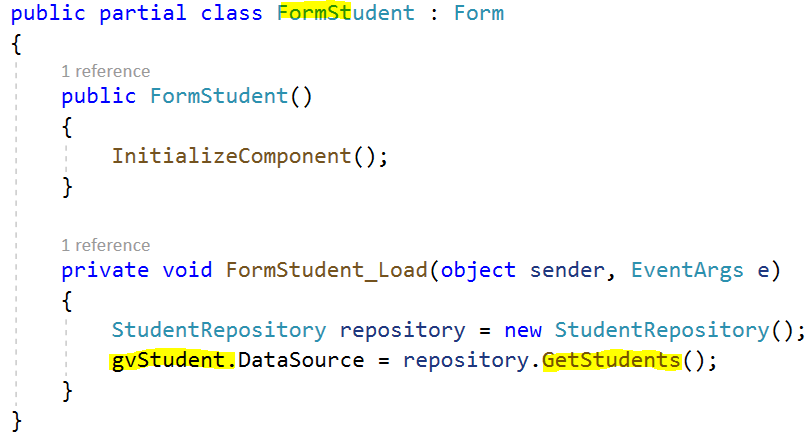 public partial class FormStudent : Form
{
1 reference
public FormStudent()
{
InitializeComponent();
}
1 reference
private void FormStudent_Load(object sender, EventArgs e)
{
StudentRepository repository = new StudentRepository();
gvStudent.DataSource = repository.GetStudents();
}
}